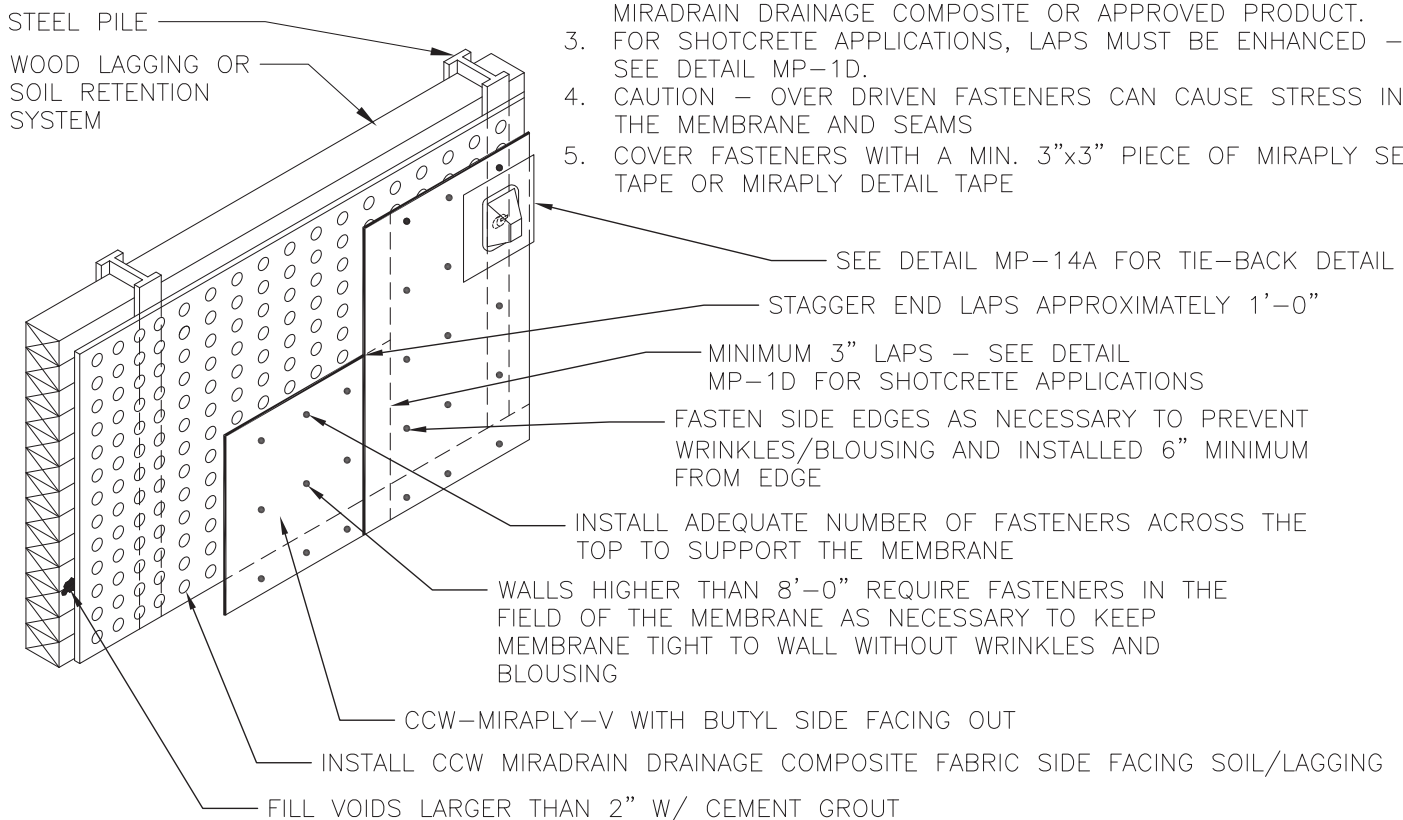 STEEL PILE
WOOD LAGGING OR
SOIL RETENTION
SYSTEM
MIRADRAIN DRAINAGE COMPOSITE OR APPROVED PRODUCT.
3. FOR SHOTCRETE APPLICATIONS, LAPS MUST BE ENHANCED –
SEE DETAIL MP–1D.
4. CAUTION – OVER DRIVEN FASTENERS CAN CAUSE STRESS IN
THE MEMBRANE AND SEAMS
5. COVER FASTENERS WITH A MIN. 3”x3” PIECE OF MIRAPLY SE
TAPE OR MIRAPLY DETAIL TAPE
SEE DETAIL MP–14A FOR TIE–BACK DETAIL
STAGGER END LAPS APPROXIMATELY 1’–0”
MINIMUM 3” LAPS – SEE DETAIL
MP–1D FOR SHOTCRETE APPLICATIONS
FASTEN SIDE EDGES AS NECESSARY TO PREVENT
WRINKLES/BLOUSING AND INSTALLED 6” MINIMUM
FROM EDGE
INSTALL ADEQUATE NUMBER OF FASTENERS ACROSS THE
TOP TO SUPPORT THE MEMBRANE
WALLS HIGHER THAN 8’–0” REQUIRE FASTENERS IN THE
FIELD OF THE MEMBRANE AS NECESSARY TO KEEP
MEMBRANE TIGHT TO WALL WITHOUT WRINKLES AND
BLOUSING
CCW–MIRAPLY–V WITH BUTYL SIDE FACING OUT
INSTALL CCW MIRADRAIN DRAINAGE COMPOSITE FABRIC SIDE FACING SOIL/LAGGING
FILL VOIDS LARGER THAN 2” W/ CEMENT GROUT